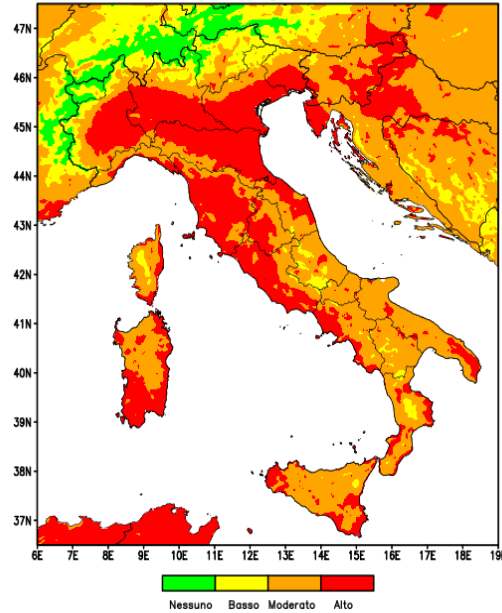 47N
46N
45N
44N
43N
42N
41N
40N
39N
38N
37N
6E 7E 8E 9E 10E 11E 12E 13E 14E 15E 16E 17E 18E 19E
Nessuno Basso Moderato Alto